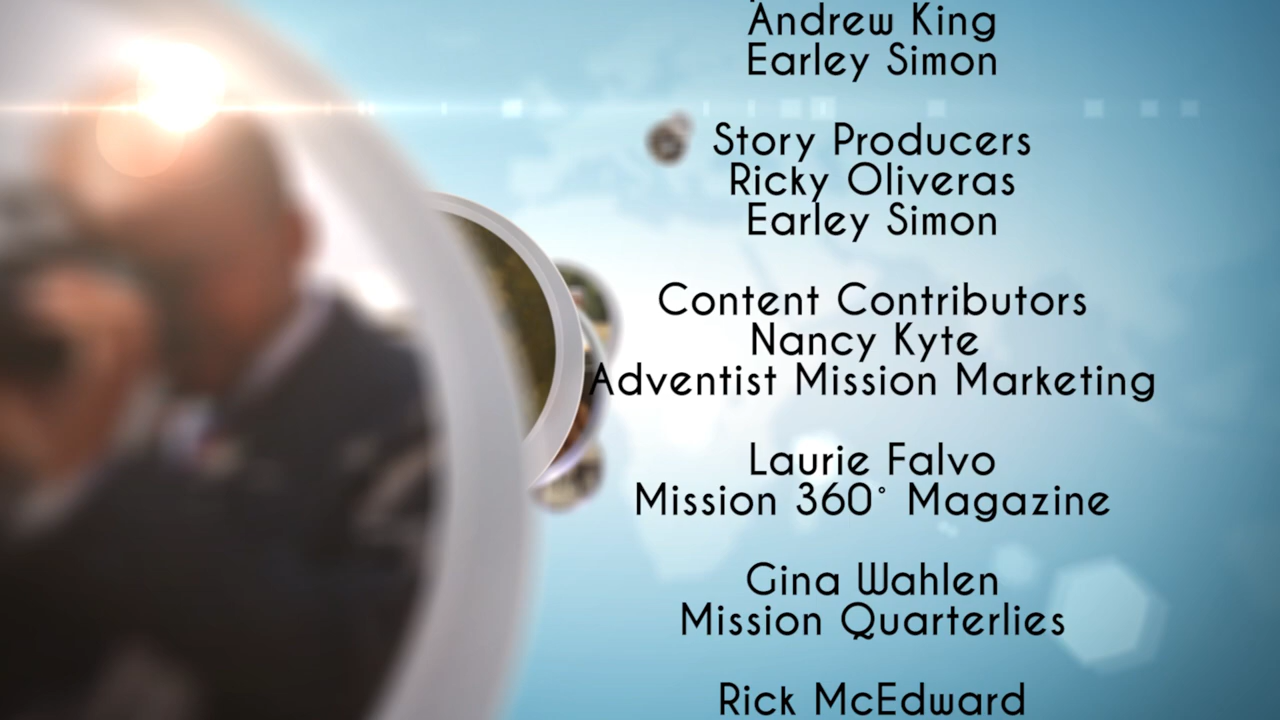 Andrew King
Earley Simon
Story Producers
Ricky Oliveras
Earley Simon
Content Contributors
Nancy Kyte
Adventist Mission Marketing
Laurie Falvo
Mission 360° Magazine
Gina Wahlen
Mission Quarterlies
Rick McEdward